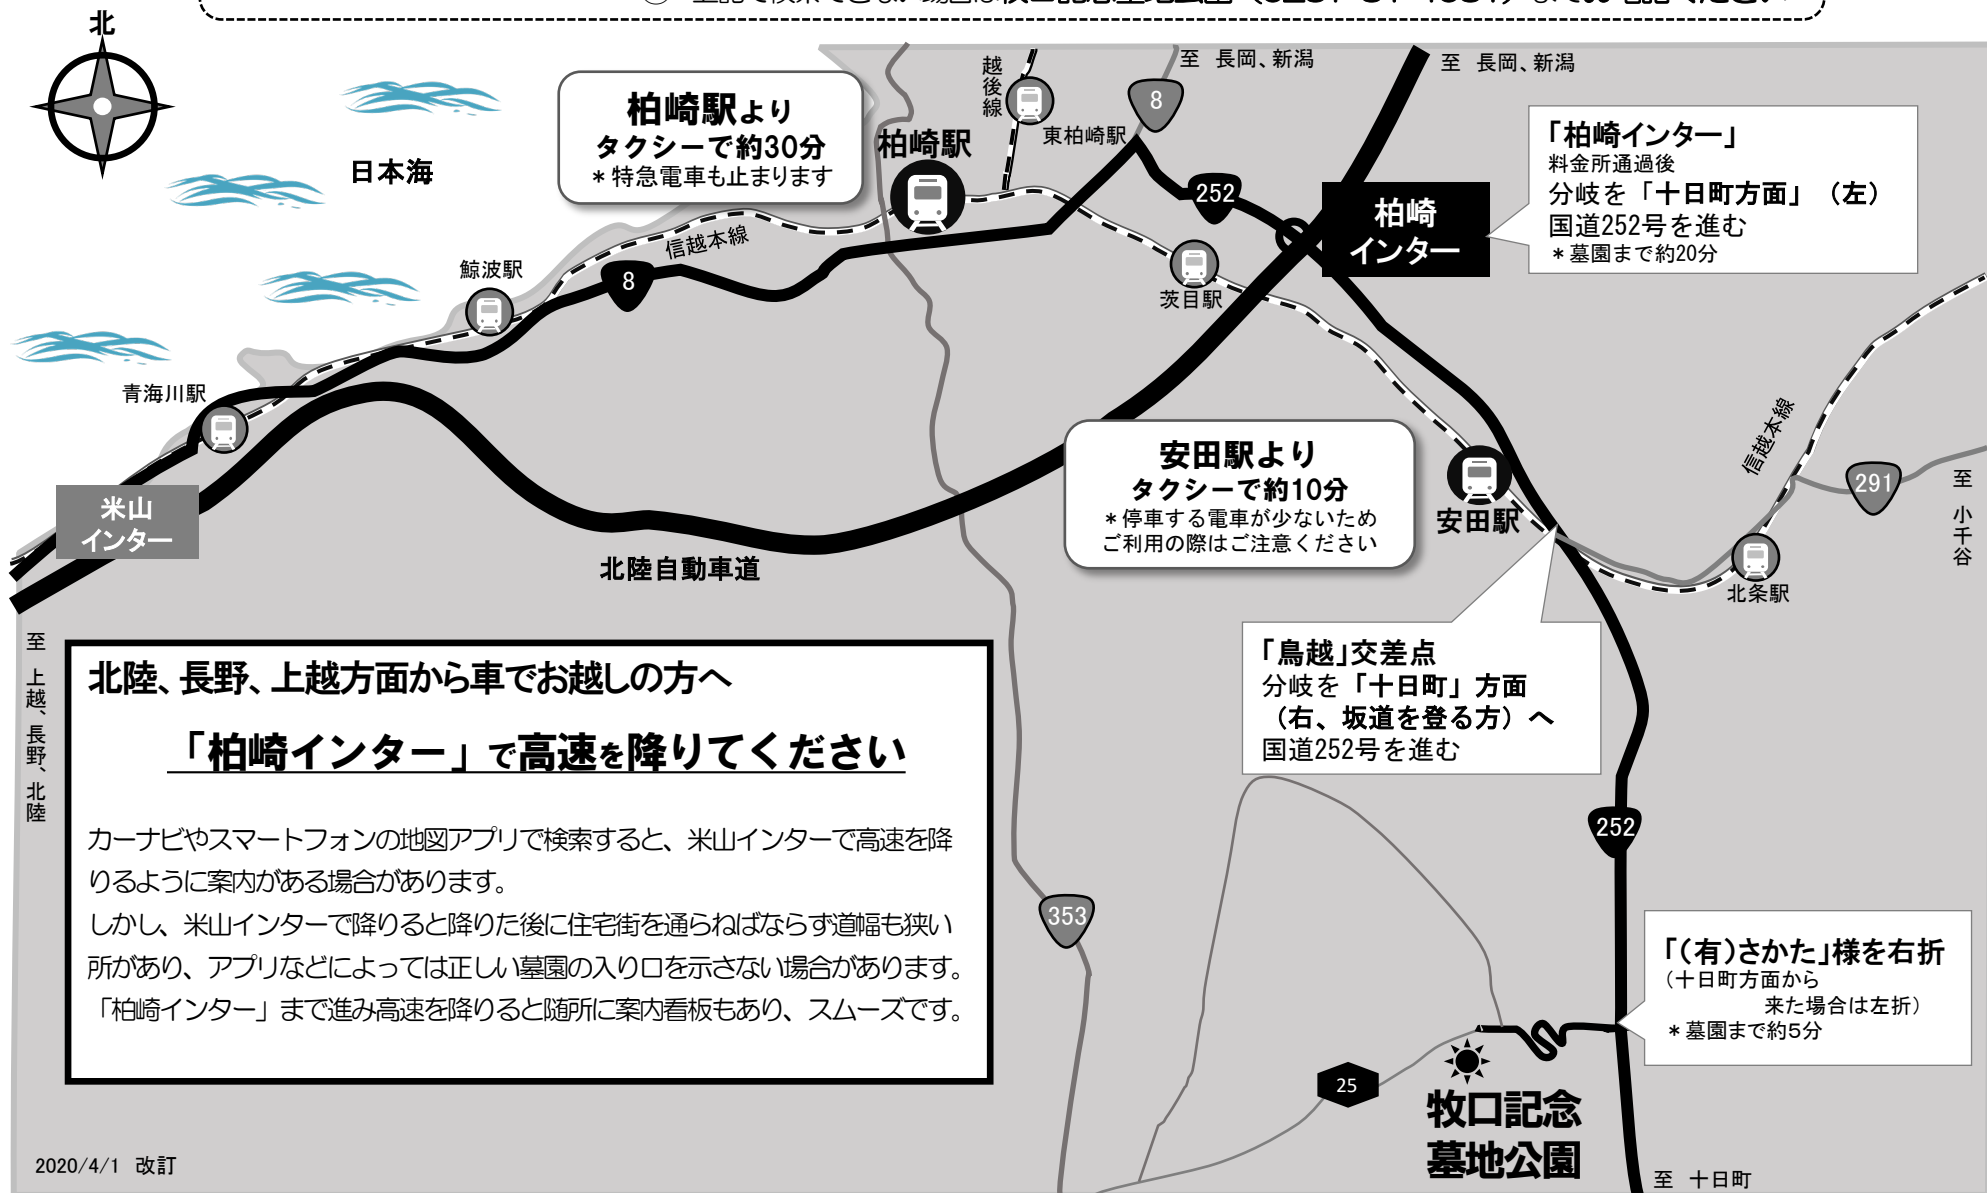 北
日本海
柏崎駅より
タクシーで約30分
*特急電車も止まります
柏崎駅
越後線
東柏崎駅
8
至 長岡、新潟
至 長岡、新潟
252
柏崎
インター
「柏崎インター」
料金所通過後
分岐を「十日町方面」（左）
国道252号を進む
*墓園まで約20分
信越本線
鯨波駅
8
茨目駅
青海川駅
米山
インター
北陸自動車道
安田駅より
タクシーで約10分
*停車する電車が少ないため
ご利用の際はご注意ください
安田駅
信越本線
291
至 小千谷
北条駅
至 上越、長野、北陸
北陸、長野、上越方面から車でお越しの方へ
「柏崎インター」で高速を降りてください
カーナビやスマートフォンの地図アプリで検索すると、米山インターで高速を降
りるように案内がある場合があります。
しかし、米山インターで降りると降りた後に住宅街を通らねばならず道幅も狭い
所があり、アプリなどによっては正しい墓園の入り口を示さない場合があります。
「柏崎インター」まで進み高速を降りると随所に案内看板もあり、スムーズです。
「鳥越」交差点
分岐を「十日町」方面
（右、坂道を登る方）へ
国道252号を進む
252
353
「(有)さかた」様を右折
(十日町方面から
来た場合は左折)
*墓園まで約5分
25
牧口記念
墓地公園
2020/4/1 改訂
至 十日町